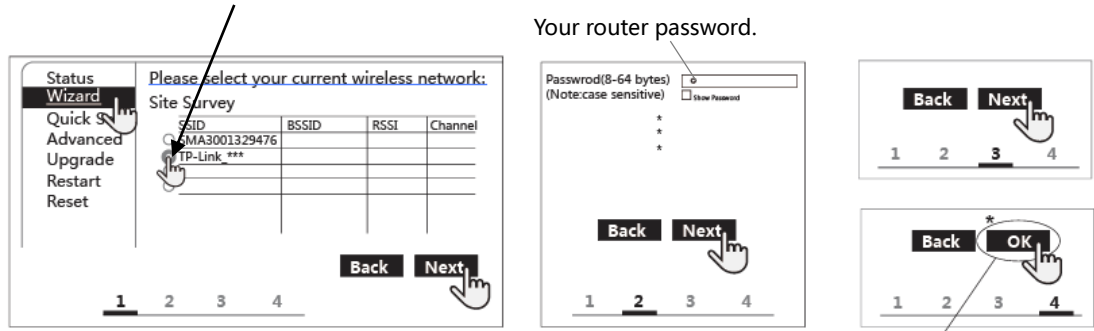 Your router password.
Status
Wizard
Quick S
Advanced
Upgrade
Restart
Reset
Please select your current wireless network:
Site Survey
SSID BSSID RSSI Channel
SMA3001329476
TP-Link_***
Back Next
1 2 3 4
Passwrod(8-64 bytes)
(Note:case sensitive) Show Password
*
*
*
Back Next
1 2 3 4
Back Next
1 2 3 4
*
Back OK
1 2 3 4